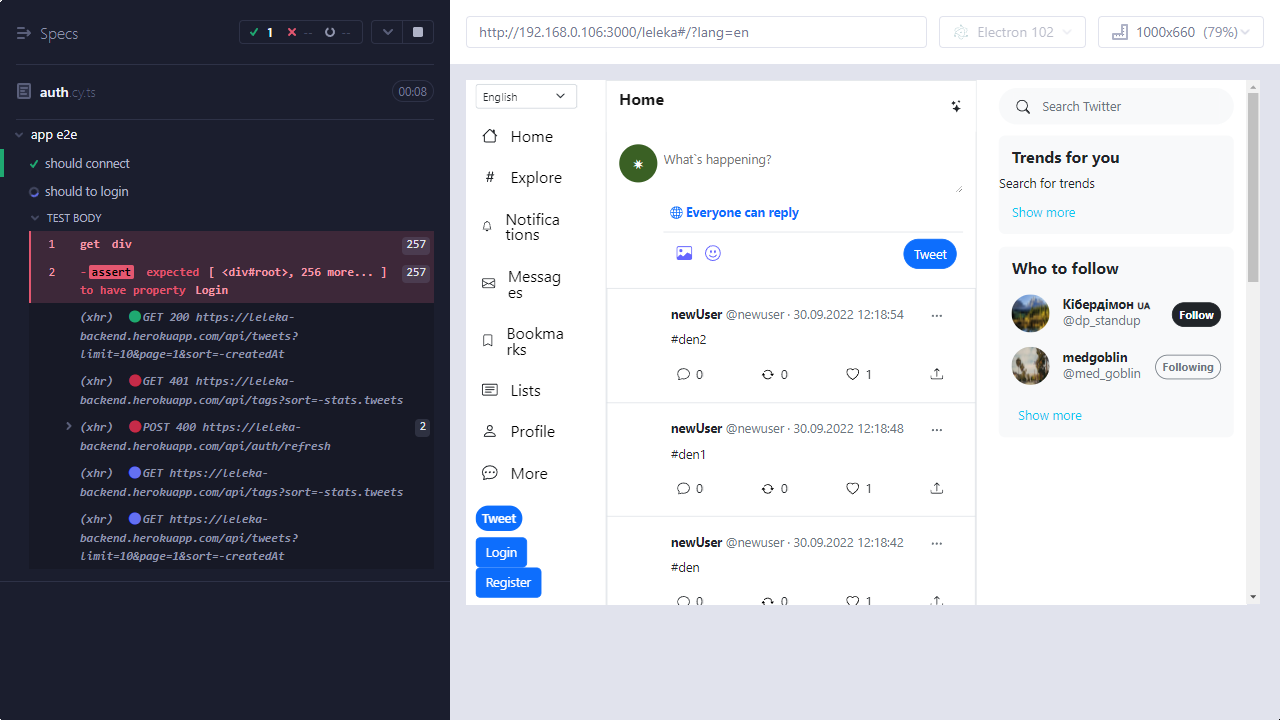 Specs
1
--
--
auth.cy.ts
00:08
app e2e
should connect
should to login
TEST BODY
1 get div 257
2 -assert expected [ <div#root>, 256 more... ] 257
to have property Login
(xhr) GET 200 https://leleka-
backend.herokuapp.com/api/tweets?
limit=10&page=1&sort=-createdAt
(xhr) GET 401 https://leleka-
backend.herokuapp.com/api/tags?sort=-stats.tweets
(xhr) POST 400 https://leleka- 2
backend.herokuapp.com/api/auth/refresh
(xhr) GET https://leleka-
backend.herokuapp.com/api/tags?sort=-stats.tweets
(xhr) GET https://leleka-
backend.herokuapp.com/api/tweets?
limit=10&page=1&sort=-createdAt
http://192.168.0.106:3000/leleka#/?lang=en
Electron 102
1000x660 (79%)
English
Home
# Explore
Notifica
tions
Messag
es
Bookma
rks
Lists
Profile
More
Tweet
Login
Register
Home
What`s happening?
Everyone can reply
Tweet
newUser @newuser · 30.09.2022 12:18:54 ...
#den2
0 0 1
newUser @newuser · 30.09.2022 12:18:48 ...
#den1
0 0 1
newUser @newuser · 30.09.2022 12:18:42 ...
#den
0 0 1
Search Twitter
Trends for you
Search for trends
Show more
Who to follow
Кібердімон UA
@dp_standup
Follow
medgoblin
@med_goblin
Following
Show more